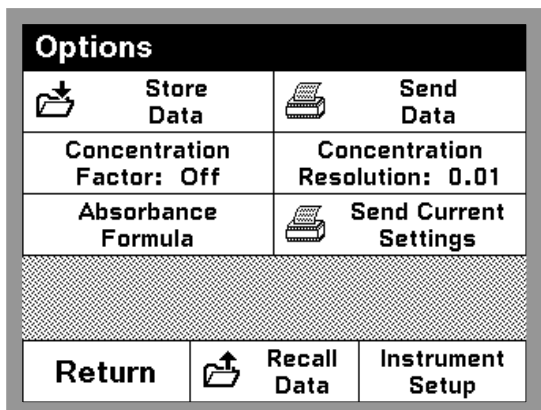 Options
Store
Data
Send
Data
Concentration
Factor: Off
Concentration
Resolution: 0.01
Absorbance
Formula
Send Current
Settings
Return
Recall
Data
Instrument
Setup